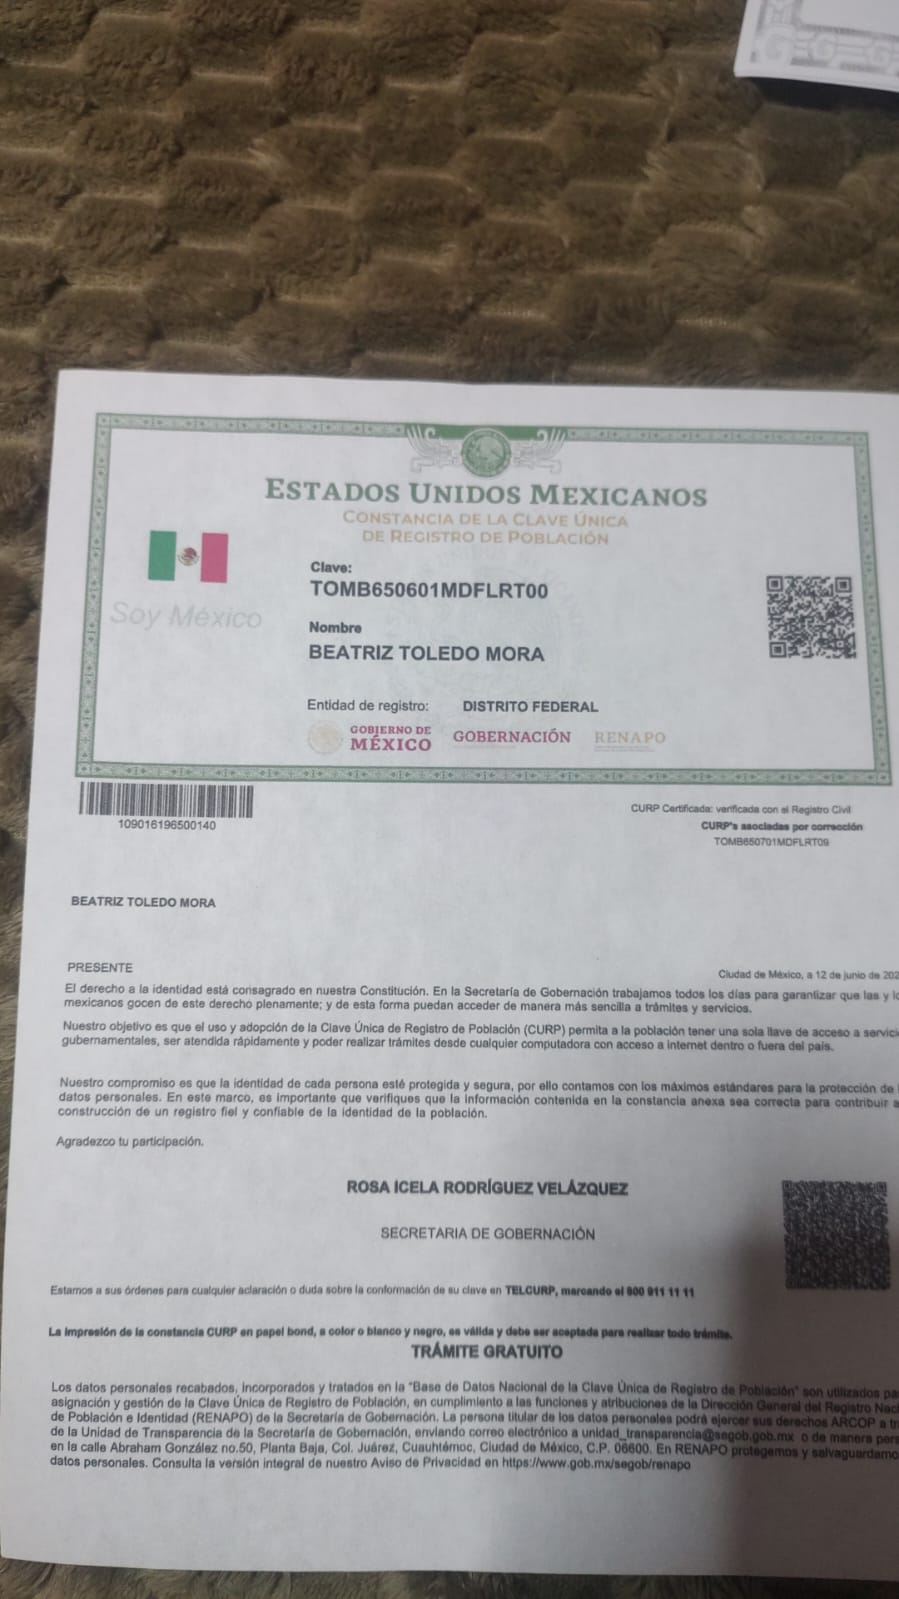 ESTADOS UNIDOS MEXICANOS
CONSTANCIA DE LA CLAVE ÚNICA
DE REGISTRO DE POBLACIÓN
Soy México
Clave:
TOMB650601MDFLRT00
Nombre
BEATRIZ TOLEDO MORA
Entidad de registro: DISTRITO FEDERAL
GOBIERNO DE
MÉXICO
GOBERNACIÓN
RENAPO
109016196500140
CURP Certificada: verificada con el Registro Civil
CURP's asociadas por corrección
TOMB650701MDFLRT09
BEATRIZ TOLEDO MORA
PRESENTE
Ciudad de México, a 12 de junio de 202
El derecho a la identidad está consagrado en nuestra Constitución. En la Secretaría de Gobernación trabajamos todos los días para garantizar que las y lo
mexicanos gocen de este derecho plenamente; y de esta forma puedan acceder de manera más sencilla a trámites y servicios.
Nuestro objetivo es que el uso y adopción de la Clave Única de Registro de Población (CURP) permita a la población tener una sola llave de acceso a servici
gubernamentales, ser atendida rápidamente y poder realizar trámites desde cualquier computadora con acceso a internet dentro o fuera del país.
Nuestro compromiso es que la identidad de cada persona esté protegida y segura, por ello contamos con los máximos estándares para la protección de
datos personales. En este marco, es importante que verifiques que la información contenida en la constancia anexa sea correcta para contribuir a
construcción de un registro fiel y confiable de la identidad de la población.
Agradezco tu participación.
ROSA ICELA RODRÍGUEZ VELÁZQUEZ
SECRETARIA DE GOBERNACIÓN
Estamos a sus órdenes para cualquier aclaración o duda sobre la conformación de su clave en TELCURP, marcando el 800 911 11 11
La impresión de la constancia CURP en papel bond, a color o blanco y negro, es válida y debe ser aceptada para realizar todo trámite.
TRÁMITE GRATUITO
Los datos personales recabados, incorporados y tratados en la "Base de Datos Nacional de la Clave Única de Registro de Población" son utilizados pa
asignación y gestión de la Clave Única de Registro de Población, en cumplimiento a las funciones y atribuciones de la Dirección General del Registro Naci
de Población e Identidad (RENAPO) de la Secretaría de Gobernación. La persona titular de los datos personales podrá ejercer sus derechos ARCOP a tr
de la Unidad de Transparencia de la Secretaría de Gobernación, enviando correo electrónico a unidad_transparencia@segob.gob.mx o de manera pers
en la calle Abraham González no.50, Planta Baja, Col. Juárez, Cuauhtémoc, Ciudad de México, C.P. 06600. En RENAPO protegemos y salvaguardamo
datos personales. Consulta la versión integral de nuestro Aviso de Privacidad en https://www.gob.mx/segob/renapo